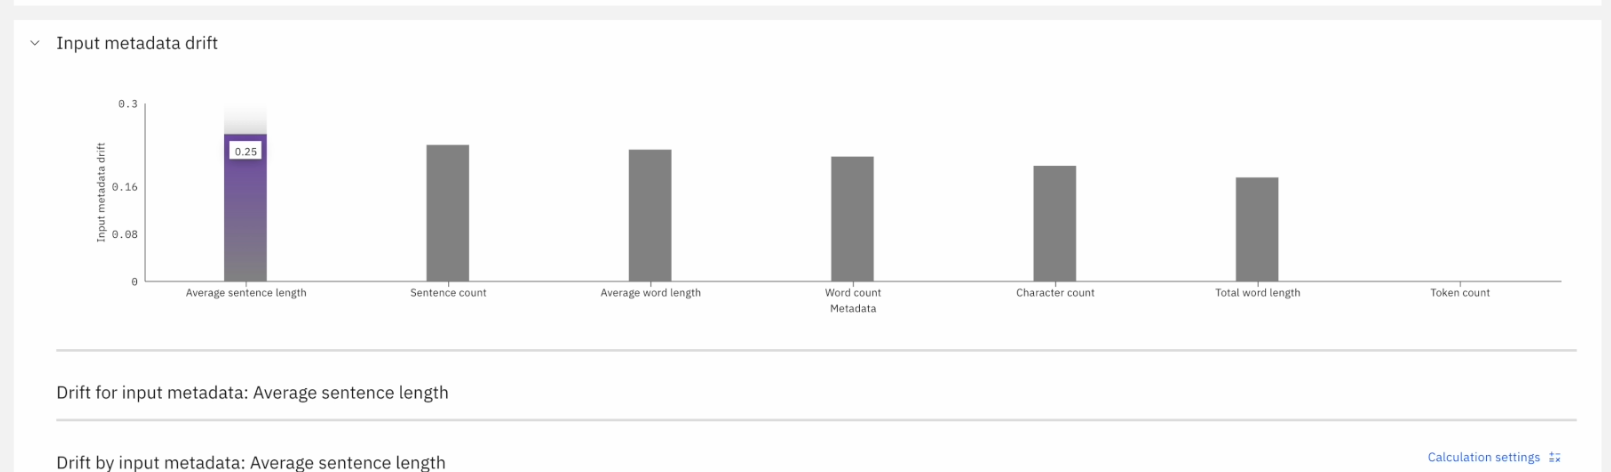 Input metadata drift
0.3
0.25
0.16
0.08
0
Input metadata drift
Average sentence length
Sentence count
Average word length
Word count
Character count
Total word length
Token count
Metadata
Drift for input metadata: Average sentence length
Drift by input metadata: Average sentence length
Calculation settings